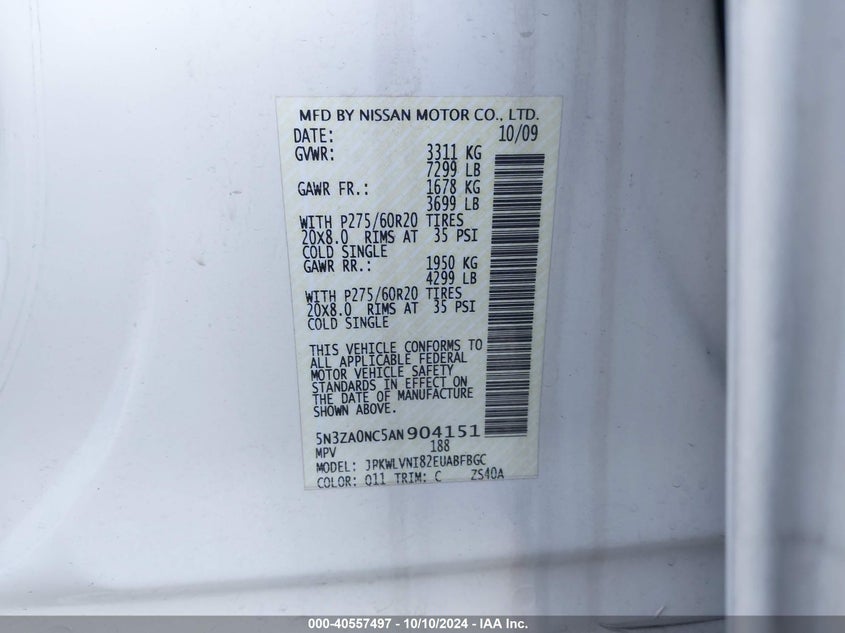 MFD BY NISSAN MOTOR CO., LTD.
DATE: 10/09
GVWR: 3311 KG
7299 LB
GAWR FR.: 1678 KG
3699 LB
WITH P275/60R20 TIRES
20X8.0 RIMS AT 35 PSI
COLD SINGLE
GAWR RR.: 1950 KG
4299 LB
WITH P275/60R20 TIRES
20X8.0 RIMS AT 35 PSI
COLD SINGLE
THIS VEHICLE CONFORMS TO
ALL APPLICABLE FEDERAL
MOTOR VEHICLE SAFETY
STANDARDS IN EFFECT ON
THE DATE OF MANUFACTURE
SHOWN ABOVE.
5N3ZA0NC5AN904151
MPV 188
MODEL: JPKWLVNI82EUABFBGC
COLOR: Q11 TRIM: C ZS40A
000-40557497 - 10/10/2024 - IAA Inc.